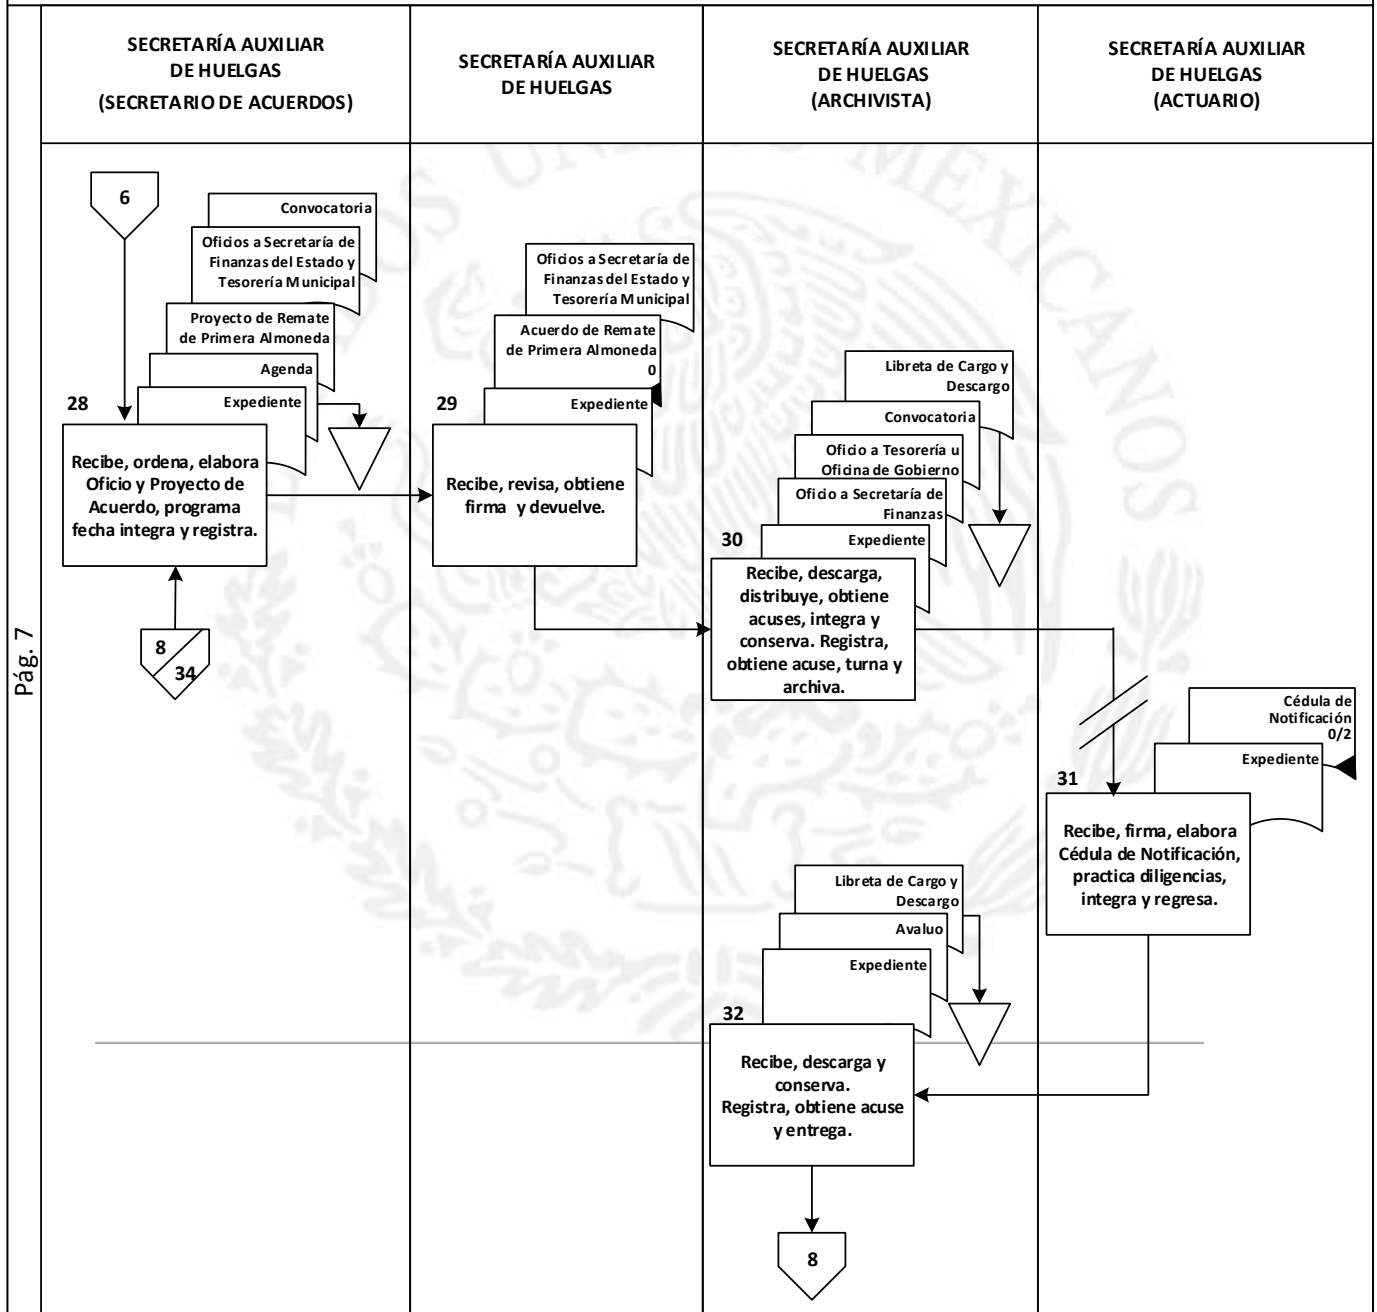 SECRETARÍA AUXILIAR
DE HUELGAS
(SECRETARIO DE ACUERDOS)
SECRETARÍA AUXILIAR
DE HUELGAS
SECRETARÍA AUXILIAR
DE HUELGAS
(ARCHIVISTA)
SECRETARÍA AUXILIAR
DE HUELGAS
(ACTUARIO)
Pág. 7
6
Convocatoria
Oficios a Secretaría de
Finanzas del Estado y
Tesorería Municipal
Proyecto de Remate
de Primera Almoneda
Agenda
Expediente
28
Recibe, ordena, elabora
Oficio y Proyecto de
Acuerdo, programa
fecha integra y registra.
8
34
Oficios a Secretaría de
Finanzas del Estado y
Tesorería Municipal
Acuerdo de Remate
de Primera Almoneda
0
Expediente
29
Recibe, revisa, obtiene
firma y devuelve.
Libreta de Cargo y
Descargo
Convocatoria
Oficio a Tesorería u
Oficina de Gobierno
Oficio a Secretaría de
Finanzas
Expediente
30
Recibe, descarga,
distribuye, obtiene
acuses, integra y
conserva. Registra,
obtiene acuse, turna y
archiva.
Cédula de
Notificación
0/2
Expediente
31
Recibe, firma, elabora
Cédula de Notificación,
practica diligencias,
integra y regresa.
Libreta de Cargo y
Descargo
Avaluo
Expediente
32
Recibe, descarga y
conserva.
Registra, obtiene acuse
y entrega.
8
UNIDOS MEXICANOS